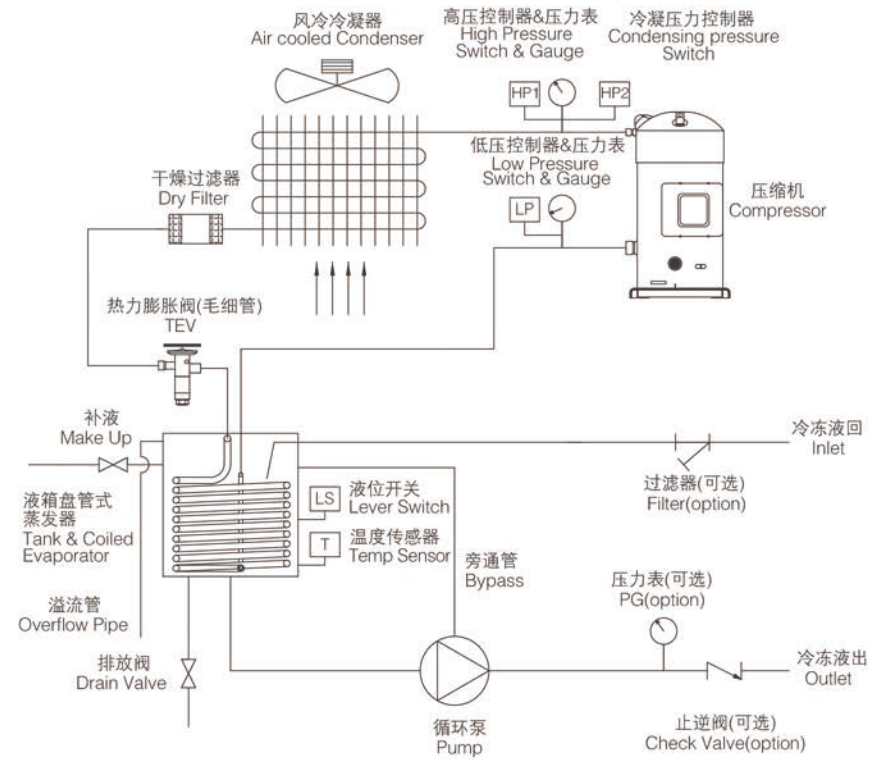 风冷冷凝器
Air cooled Condenser
高压控制器&压力表
High Pressure
Switch & Gauge
冷凝压力控制器
Condensing pressure
Switch
HP1
HP2
低压控制器&压力表
Low Pressure
Switch & Gauge
LP
压缩机
Compressor
干燥过滤器
Dry Filter
热力膨胀阀(毛细管)
TEV
补液
Make Up
冷冻液回
Inlet
过滤器(可选)
Filter(option)
液箱盘管式
蒸发器
Tank & Coiled
Evaporator
LS
液位开关
Lever Switch
T
温度传感器
Temp Sensor
旁通管
Bypass
压力表(可选)
PG(option)
溢流管
Overflow Pipe
排放阀
Drain Valve
冷冻液出
Outlet
循环泵
Pump
止逆阀(可选)
Check Valve(option)